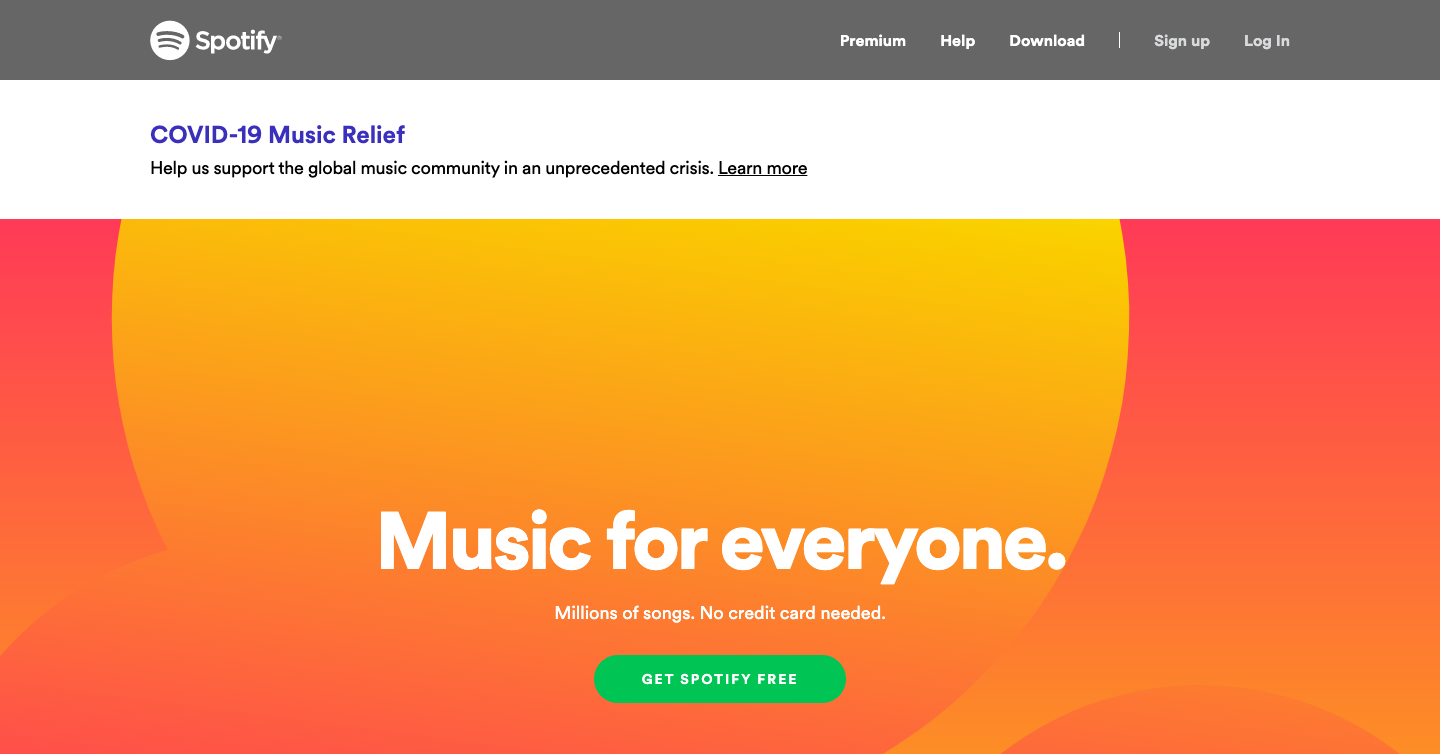 Spotify®
Premium Help Download Sign up Log In
COVID-19 Music Relief
Help us support the global music community in an unprecedented crisis. Learn more
Music for everyone.
Millions of songs. No credit card needed.
GET SPOTIFY FREE